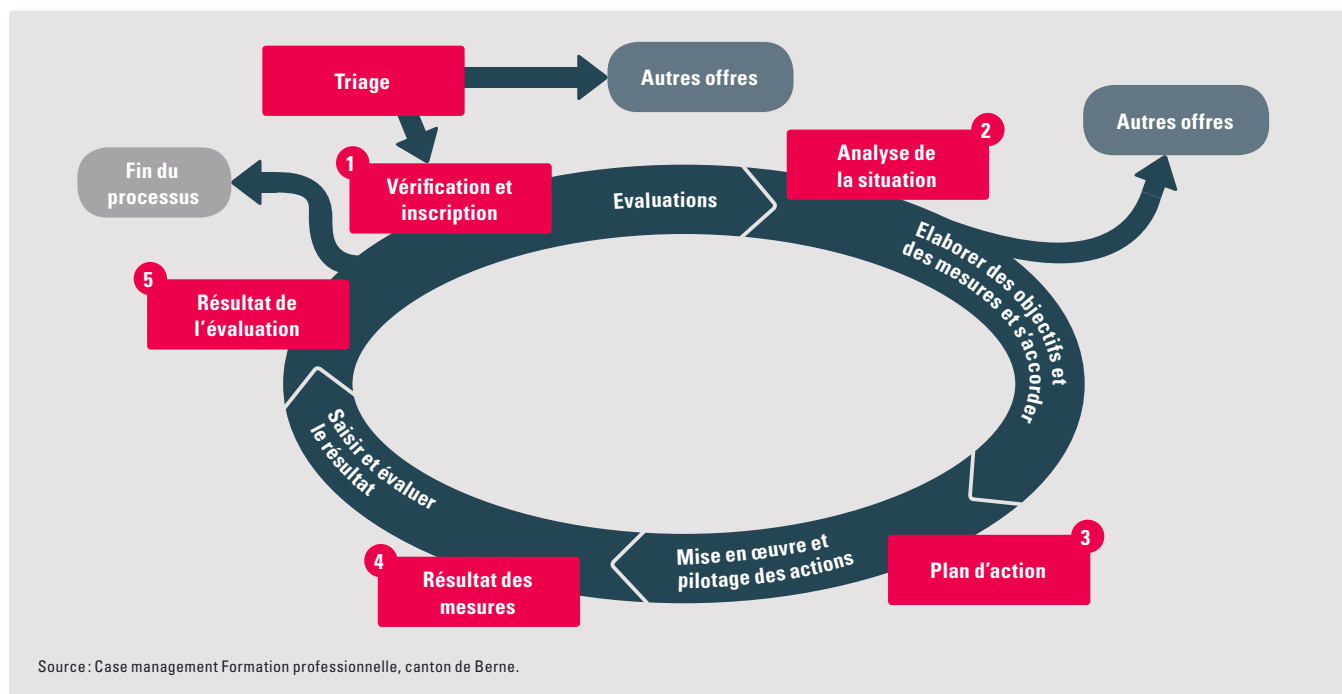 Triage
Autres offres
Autres offres
Fin du
processus
1
Vérification et
inscription
Evaluations
2
Analyse de
la situation
Elaborer des objectifs et
des mesures et s'accorder
3
Plan d'action
Mise en œuvre et
pilotage des actions
4
Résultat des
mesures
Saisir et évaluer
le résultat
5
Résultat de
l'évaluation
Source: Case management Formation professionnelle, canton de Berne.